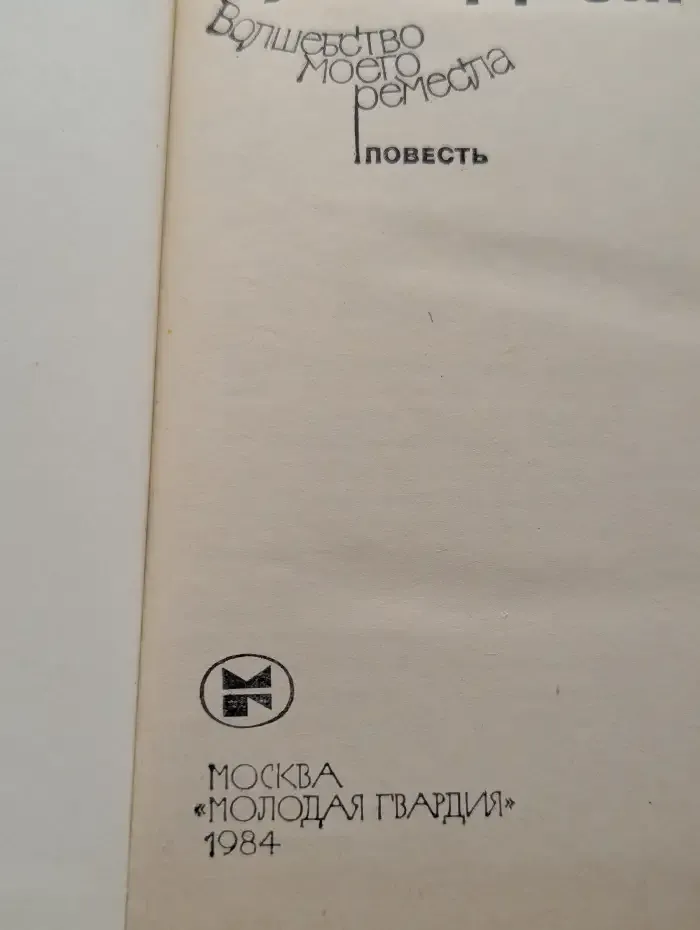 Волшебство
моего
ремесла
ПОВЕСТЬ
МОСКВА
«МОЛОДАЯ ГВАРДИЯ»
1984